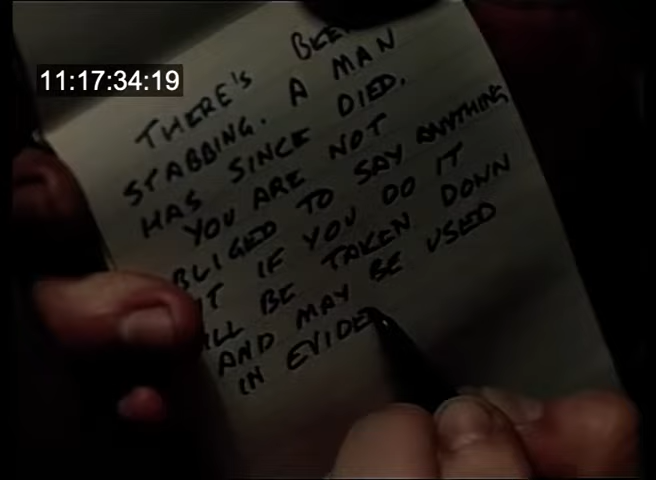 11:17:34:19
THERE'S BEE
STABBING. A MAN
HAS SINCE DIED.
YOU ARE NOT
BLIGED TO SAY ANYTHING
T IF YOU DO IT
LL BE TAKEN DOWN
AND MAY BE USED
IN EVIDE